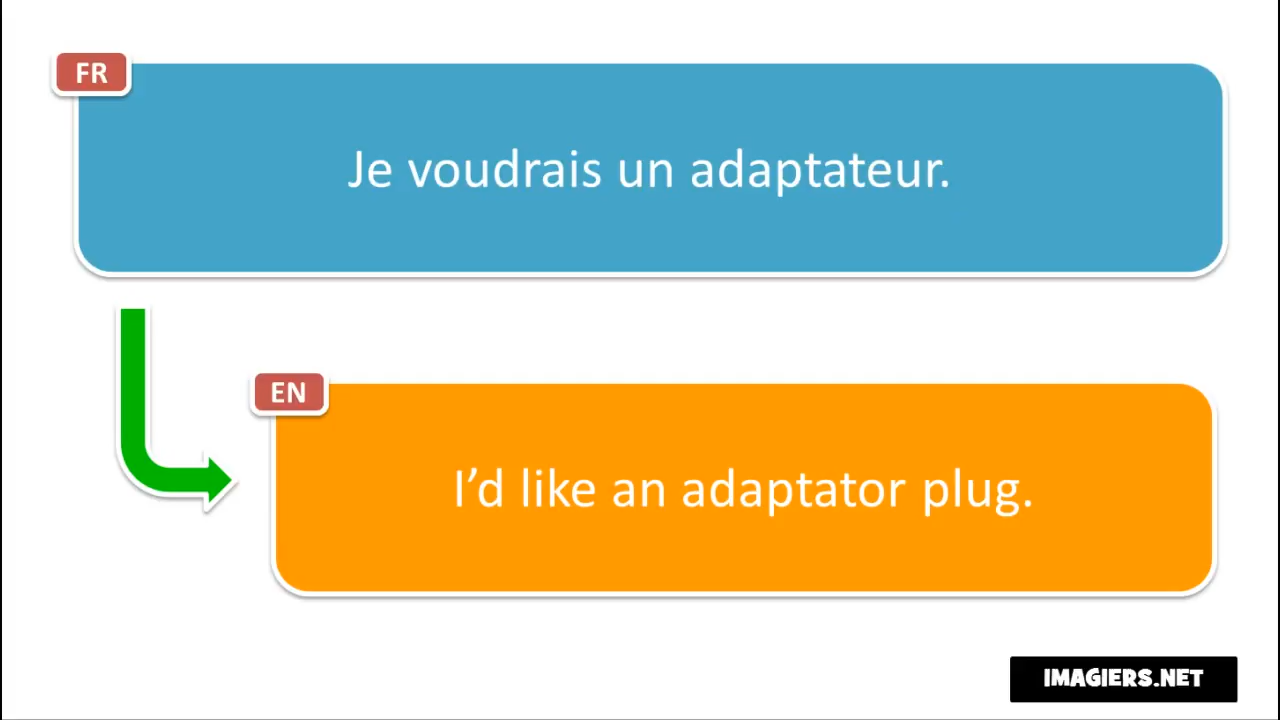 FR
Je voudrais un adaptateur.
EN
I’d like an adaptator plug.
IMAGIERS.NET